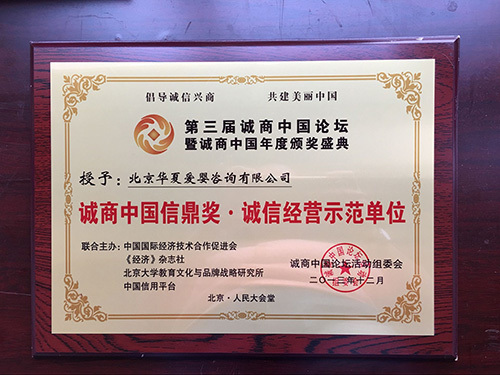 倡导诚信兴商 共建美丽中国
第三届诚商中国论坛
暨诚商中国年度颁奖盛典
授予：北京华夏爱婴咨询有限公司
诚商中国信鼎奖·诚信经营示范单位
联合主办：中国国际经济技术合作促进会
《经济》杂志社
北京大学教育文化与品牌战略研究所
中国信用平台
诚商中国论坛活动组委会
二〇一三年十二月
北京·人民大会堂